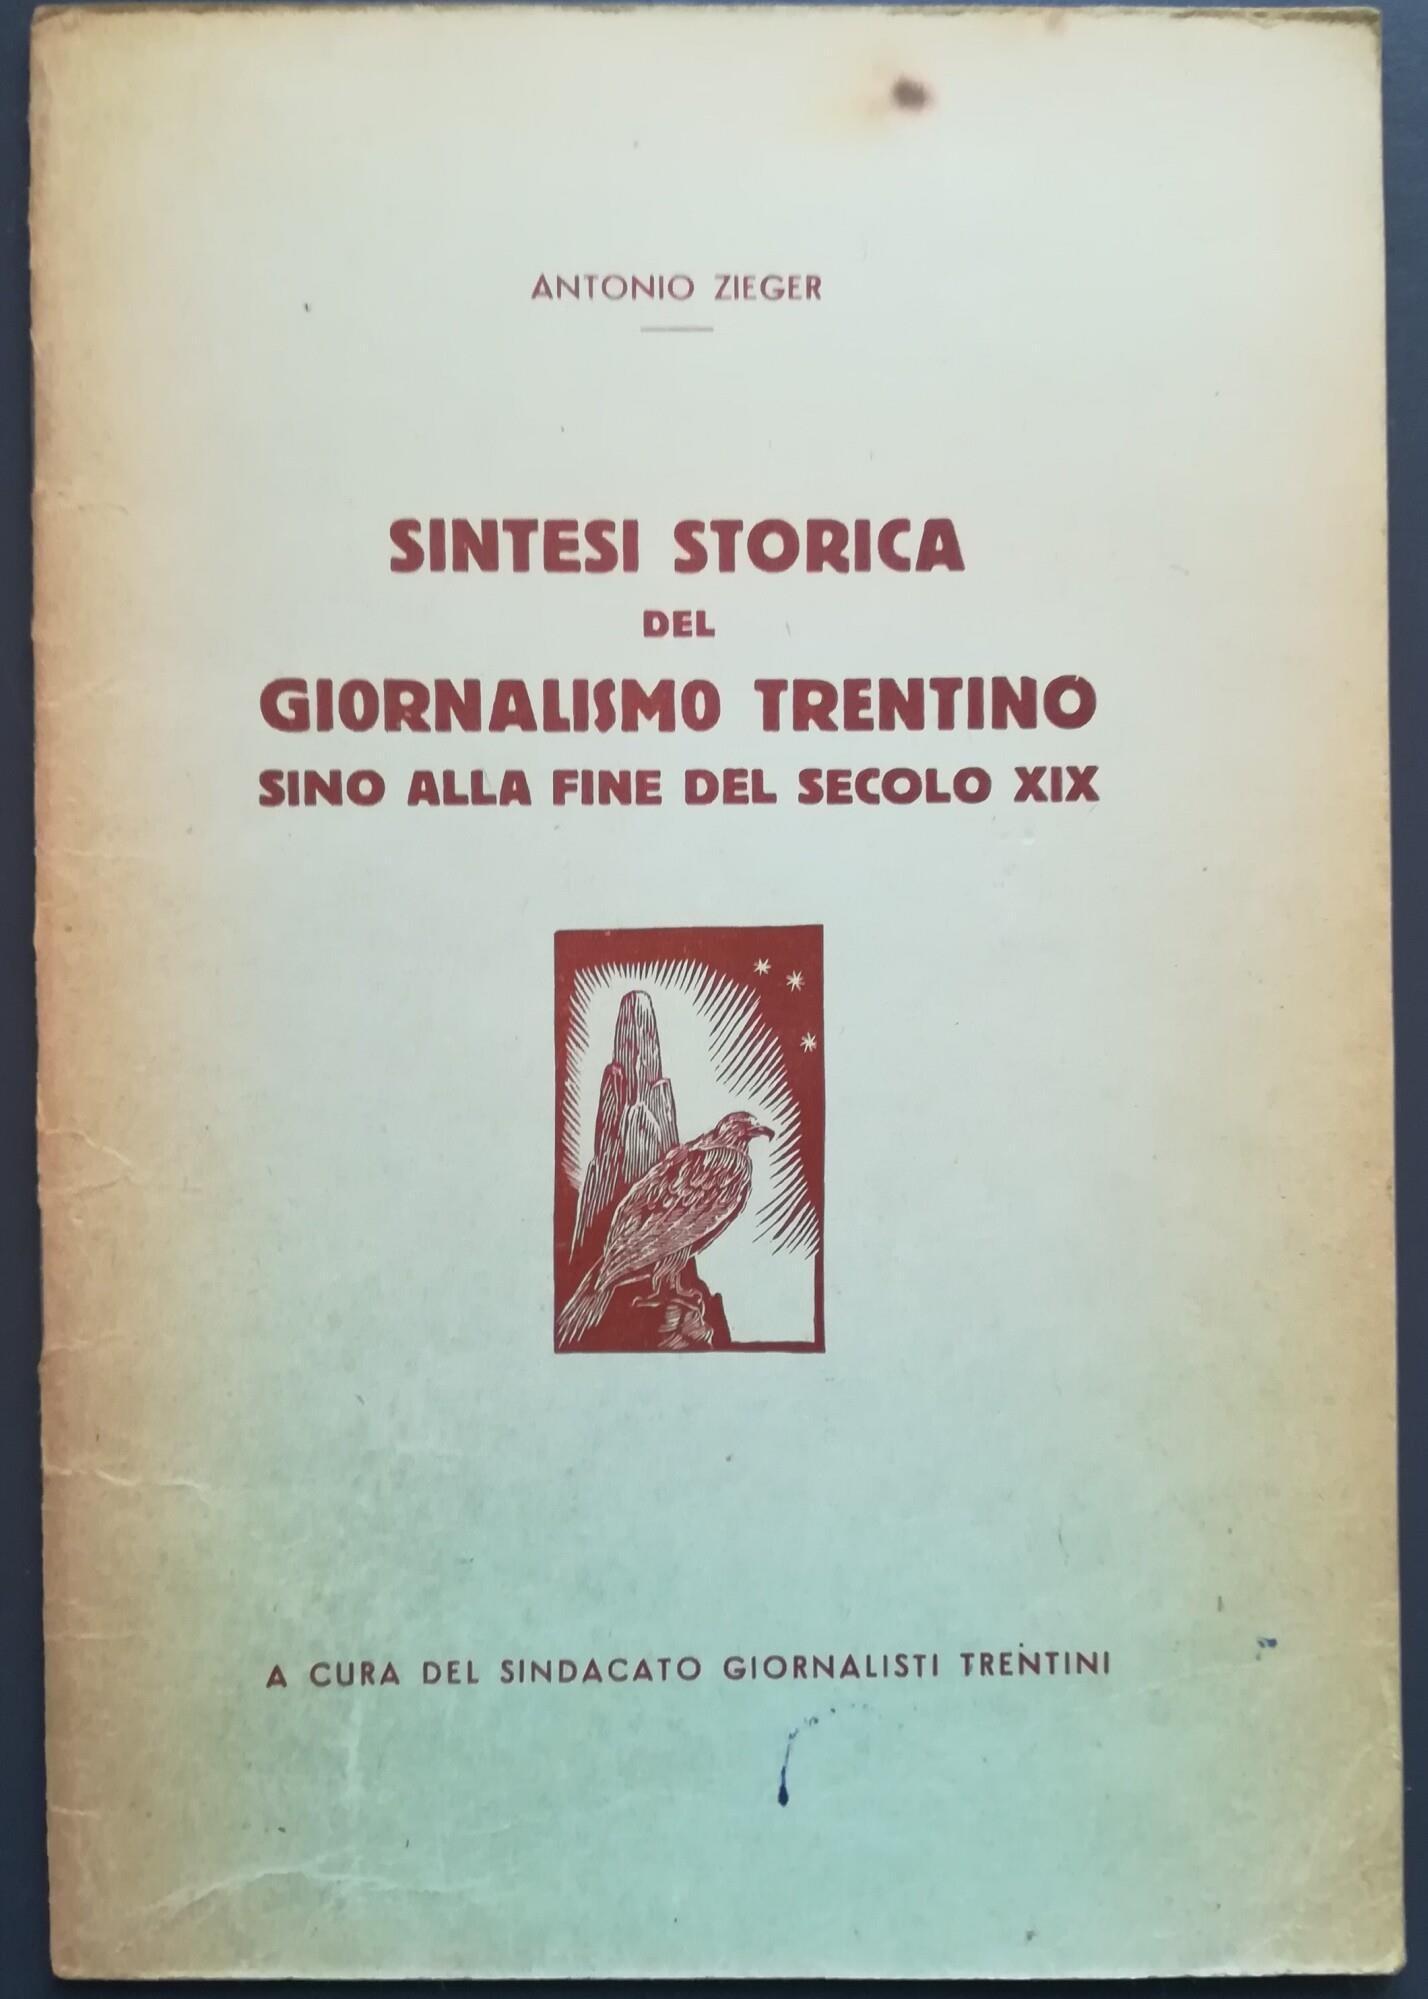 ANTONIO ZIEGER
SINTESI STORICA
DEL
GIORNALISMO TRENTINO
SINO ALLA FINE DEL SECOLO XIX
A CURA DEL SINDACATO GIORNALISTI TRENTINI